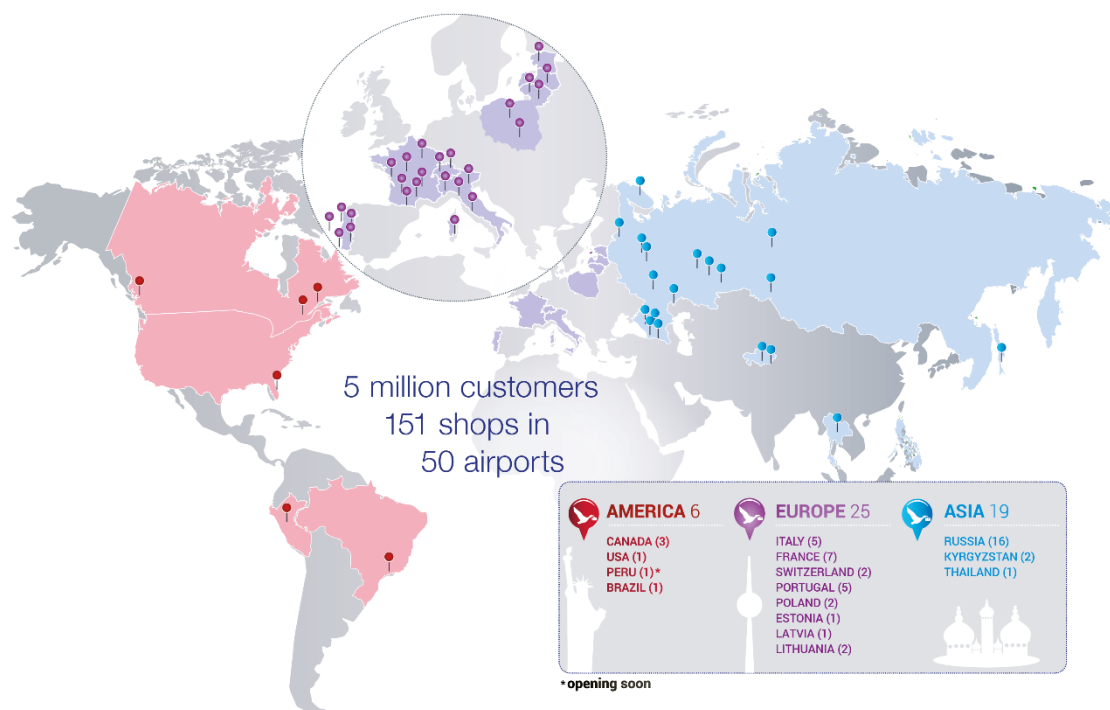 5 million customers
151 shops in
50 airports
AMERICA 6
CANADA (3)
USA (1)
PERU (1)*
BRAZIL (1)
EUROPE 25
ITALY (5)
FRANCE (7)
SWITZERLAND (2)
PORTUGAL (5)
POLAND (2)
ESTONIA (1)
LATVIA (1)
LITHUANIA (2)
ASIA 19
RUSSIA (16)
KYRGYZSTAN (2)
THAILAND (1)
*opening soon